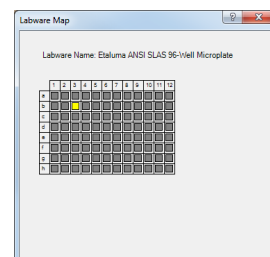 Labware Map
Labware Name: Etaluma ANSI SLAS 96-Well Microplate
1 2 3 4 5 6 7 8 9 10 11 12
a
b
c
d
e
f
g
h